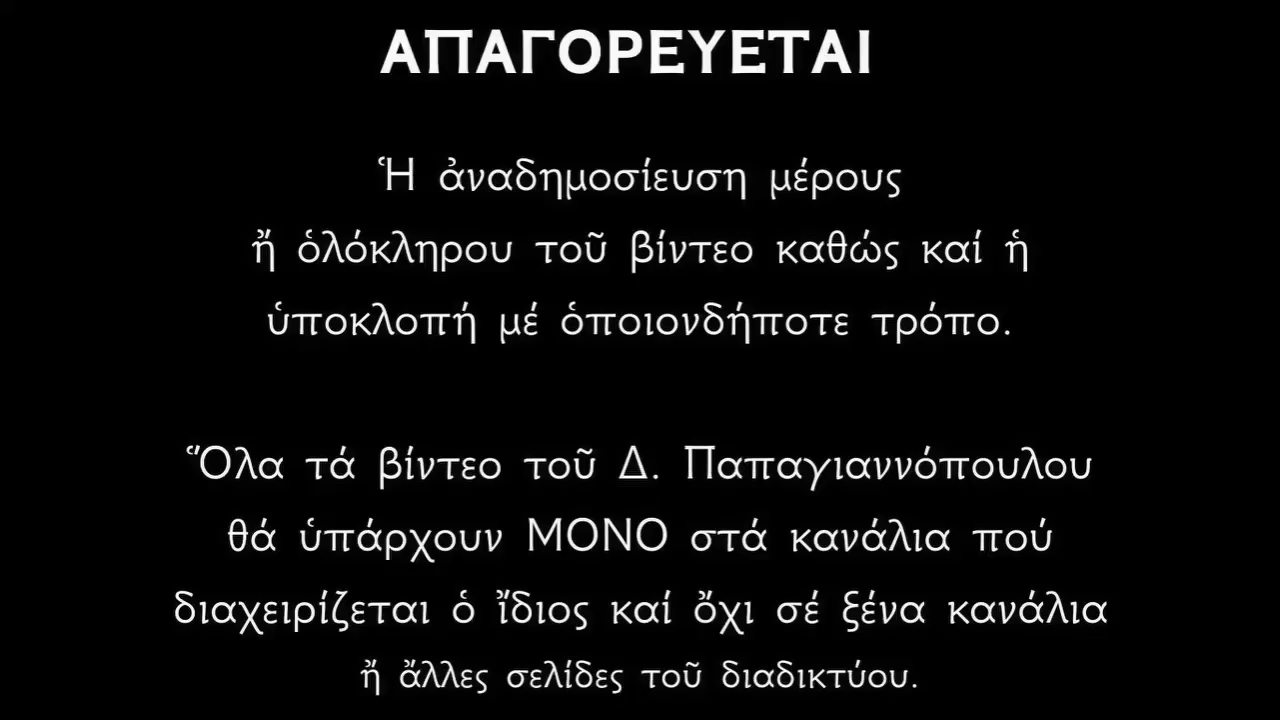 ΑΠΑΓΟΡΕΥΕΤΑΙ
Ἡ ἀναδημοσίευση μέρους
ἤ ὁλόκληρου τοῦ βίντεο καθώς καί ἡ
ὑποκλοπή μέ ὁποιονδήποτε τρόπο.
Ὅλα τά βίντεο τοῦ Δ. Παπαγιαννόπουλου
θά ὑπάρχουν ΜΟΝΟ στά κανάλια πού
διαχειρίζεται ὁ ἴδιος καί ὄχι σέ ξένα κανάλια
ἤ ἄλλες σελίδες τοῦ διαδικτύου.